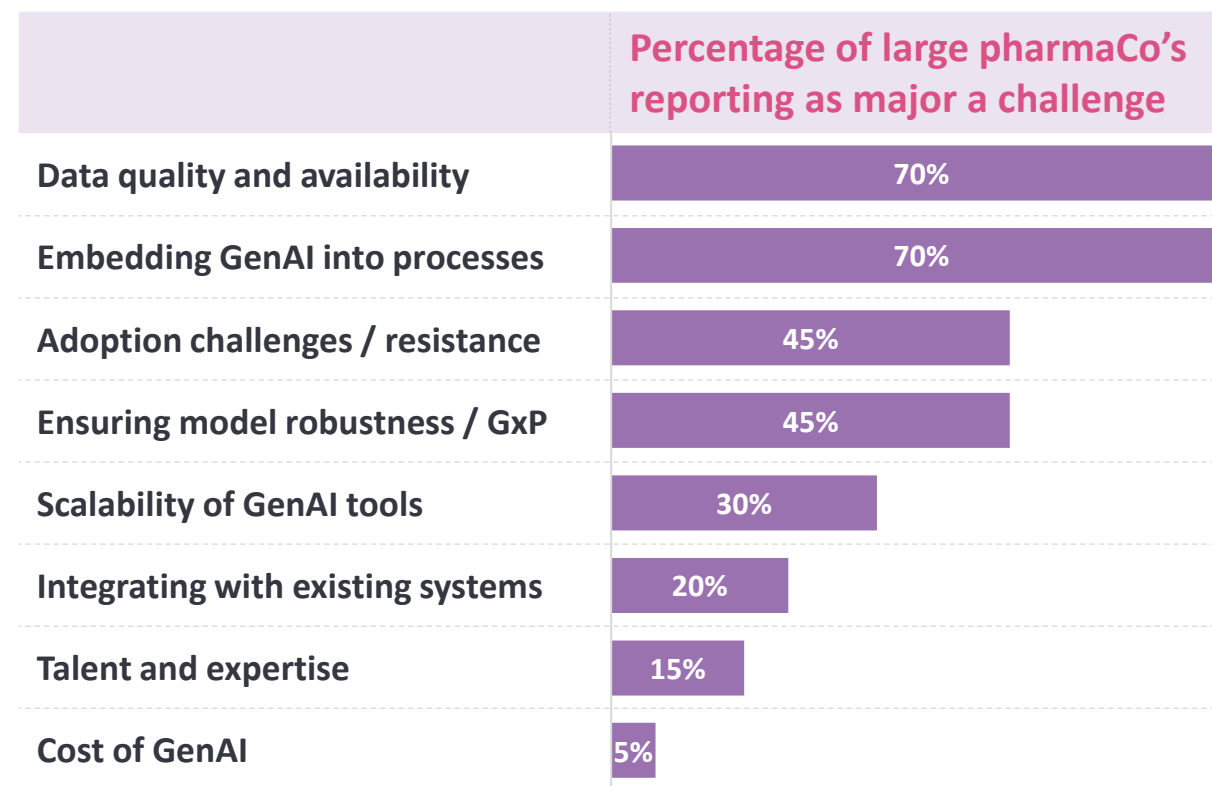 Percentage of large pharmaCo’s
reporting as major a challenge
Data quality and availability 70%
Embedding GenAI into processes 70%
Adoption challenges / resistance 45%
Ensuring model robustness / GxP 45%
Scalability of GenAI tools 30%
Integrating with existing systems 20%
Talent and expertise 15%
Cost of GenAI 5%